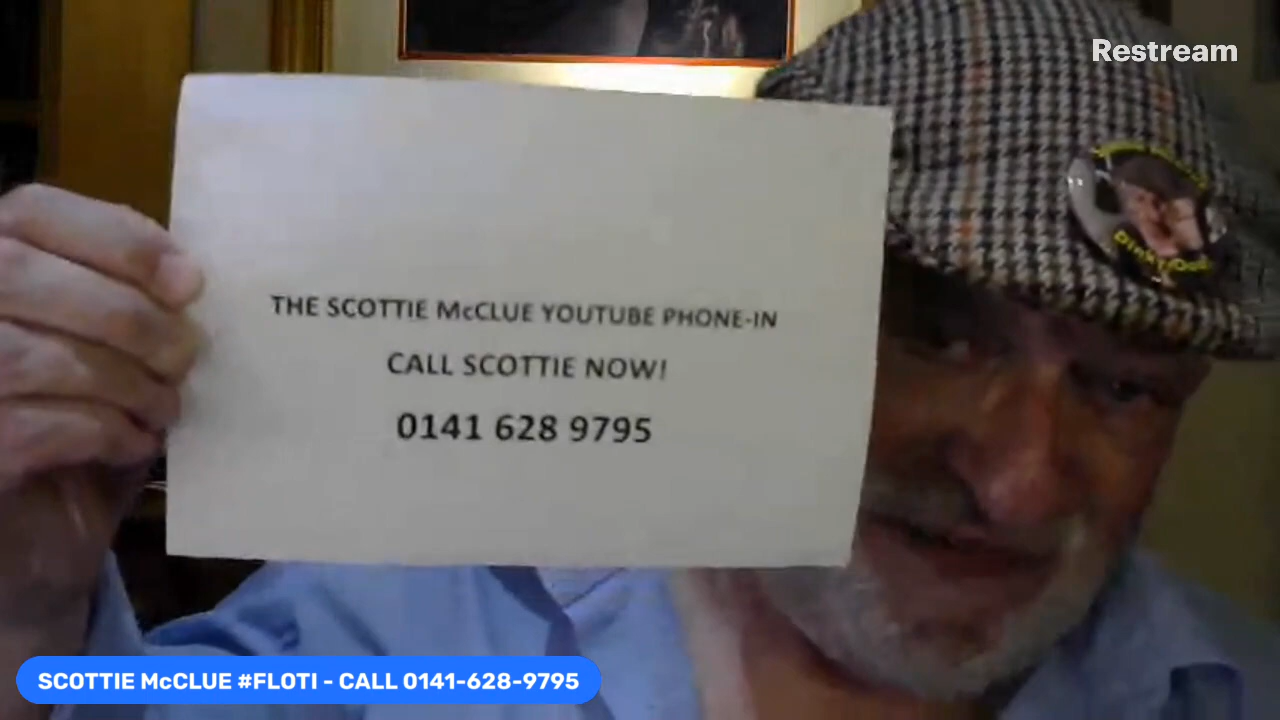 Restream
THE SCOTTIE McCLUE YOUTUBE PHONE-IN
CALL SCOTTIE NOW!
0141 628 9795
SCOTTIE McCLUE #FLOTI - CALL 0141-628-9795